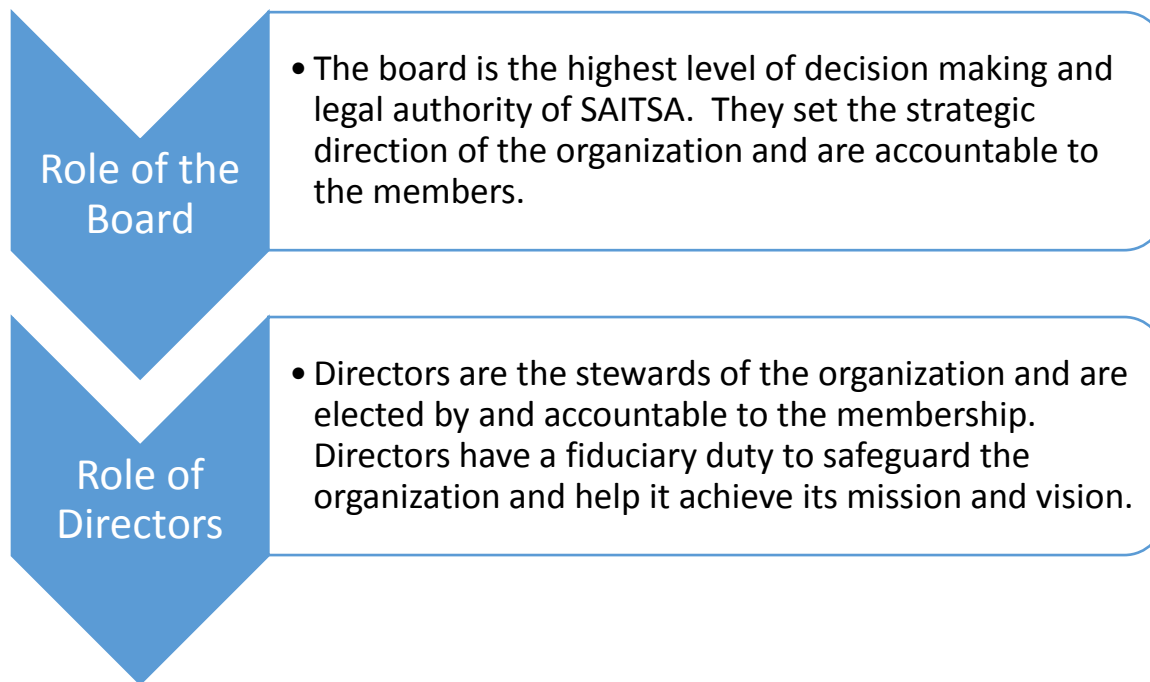 Role of the
Board
• The board is the highest level of decision making and
legal authority of SAITSA.  They set the strategic
direction of the organization and are accountable to
the members.
Role of
Directors
• Directors are the stewards of the organization and are
elected by and accountable to the membership.
Directors have a fiduciary duty to safeguard the
organization and help it achieve its mission and vision.